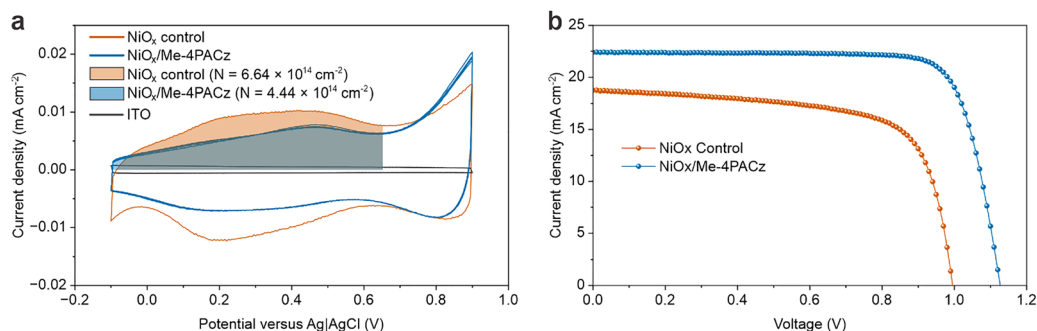 a
NiOₓ control
NiOₓ/Me-4PACz
NiOₓ control (N = 6.64 × 10¹⁴ cm⁻²)
NiOₓ/Me-4PACz (N = 4.44 × 10¹⁴ cm⁻²)
ITO
Current density (mA cm⁻²)
0.02
0.01
0.00
−0.01
−0.02
−0.2
0.0
0.2
0.4
0.6
0.8
1.0
Potential versus Ag|AgCl (V)
b
Current density (mA cm⁻²)
25
20
15
10
5
0
NiOx Control
NiOx/Me-4PACz
0.0
0.2
0.4
0.6
0.8
1.0
1.2
Voltage (V)